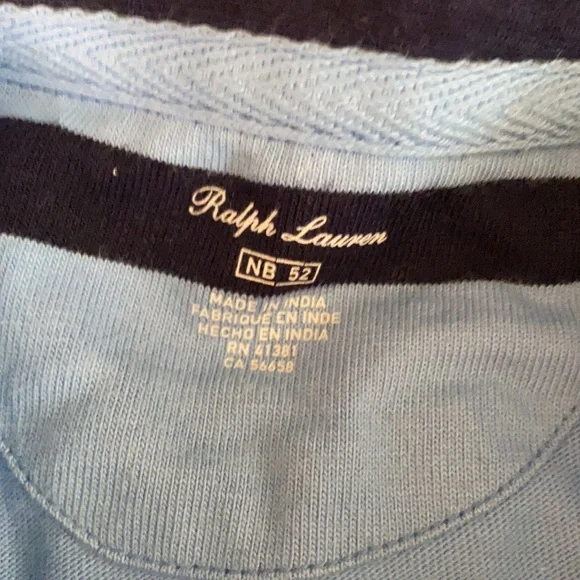 Ralph Lauren
NB 52
MADE IN INDIA
FABRIQUE EN INDE
HECHO EN INDIA
RN 41381
CA 56658